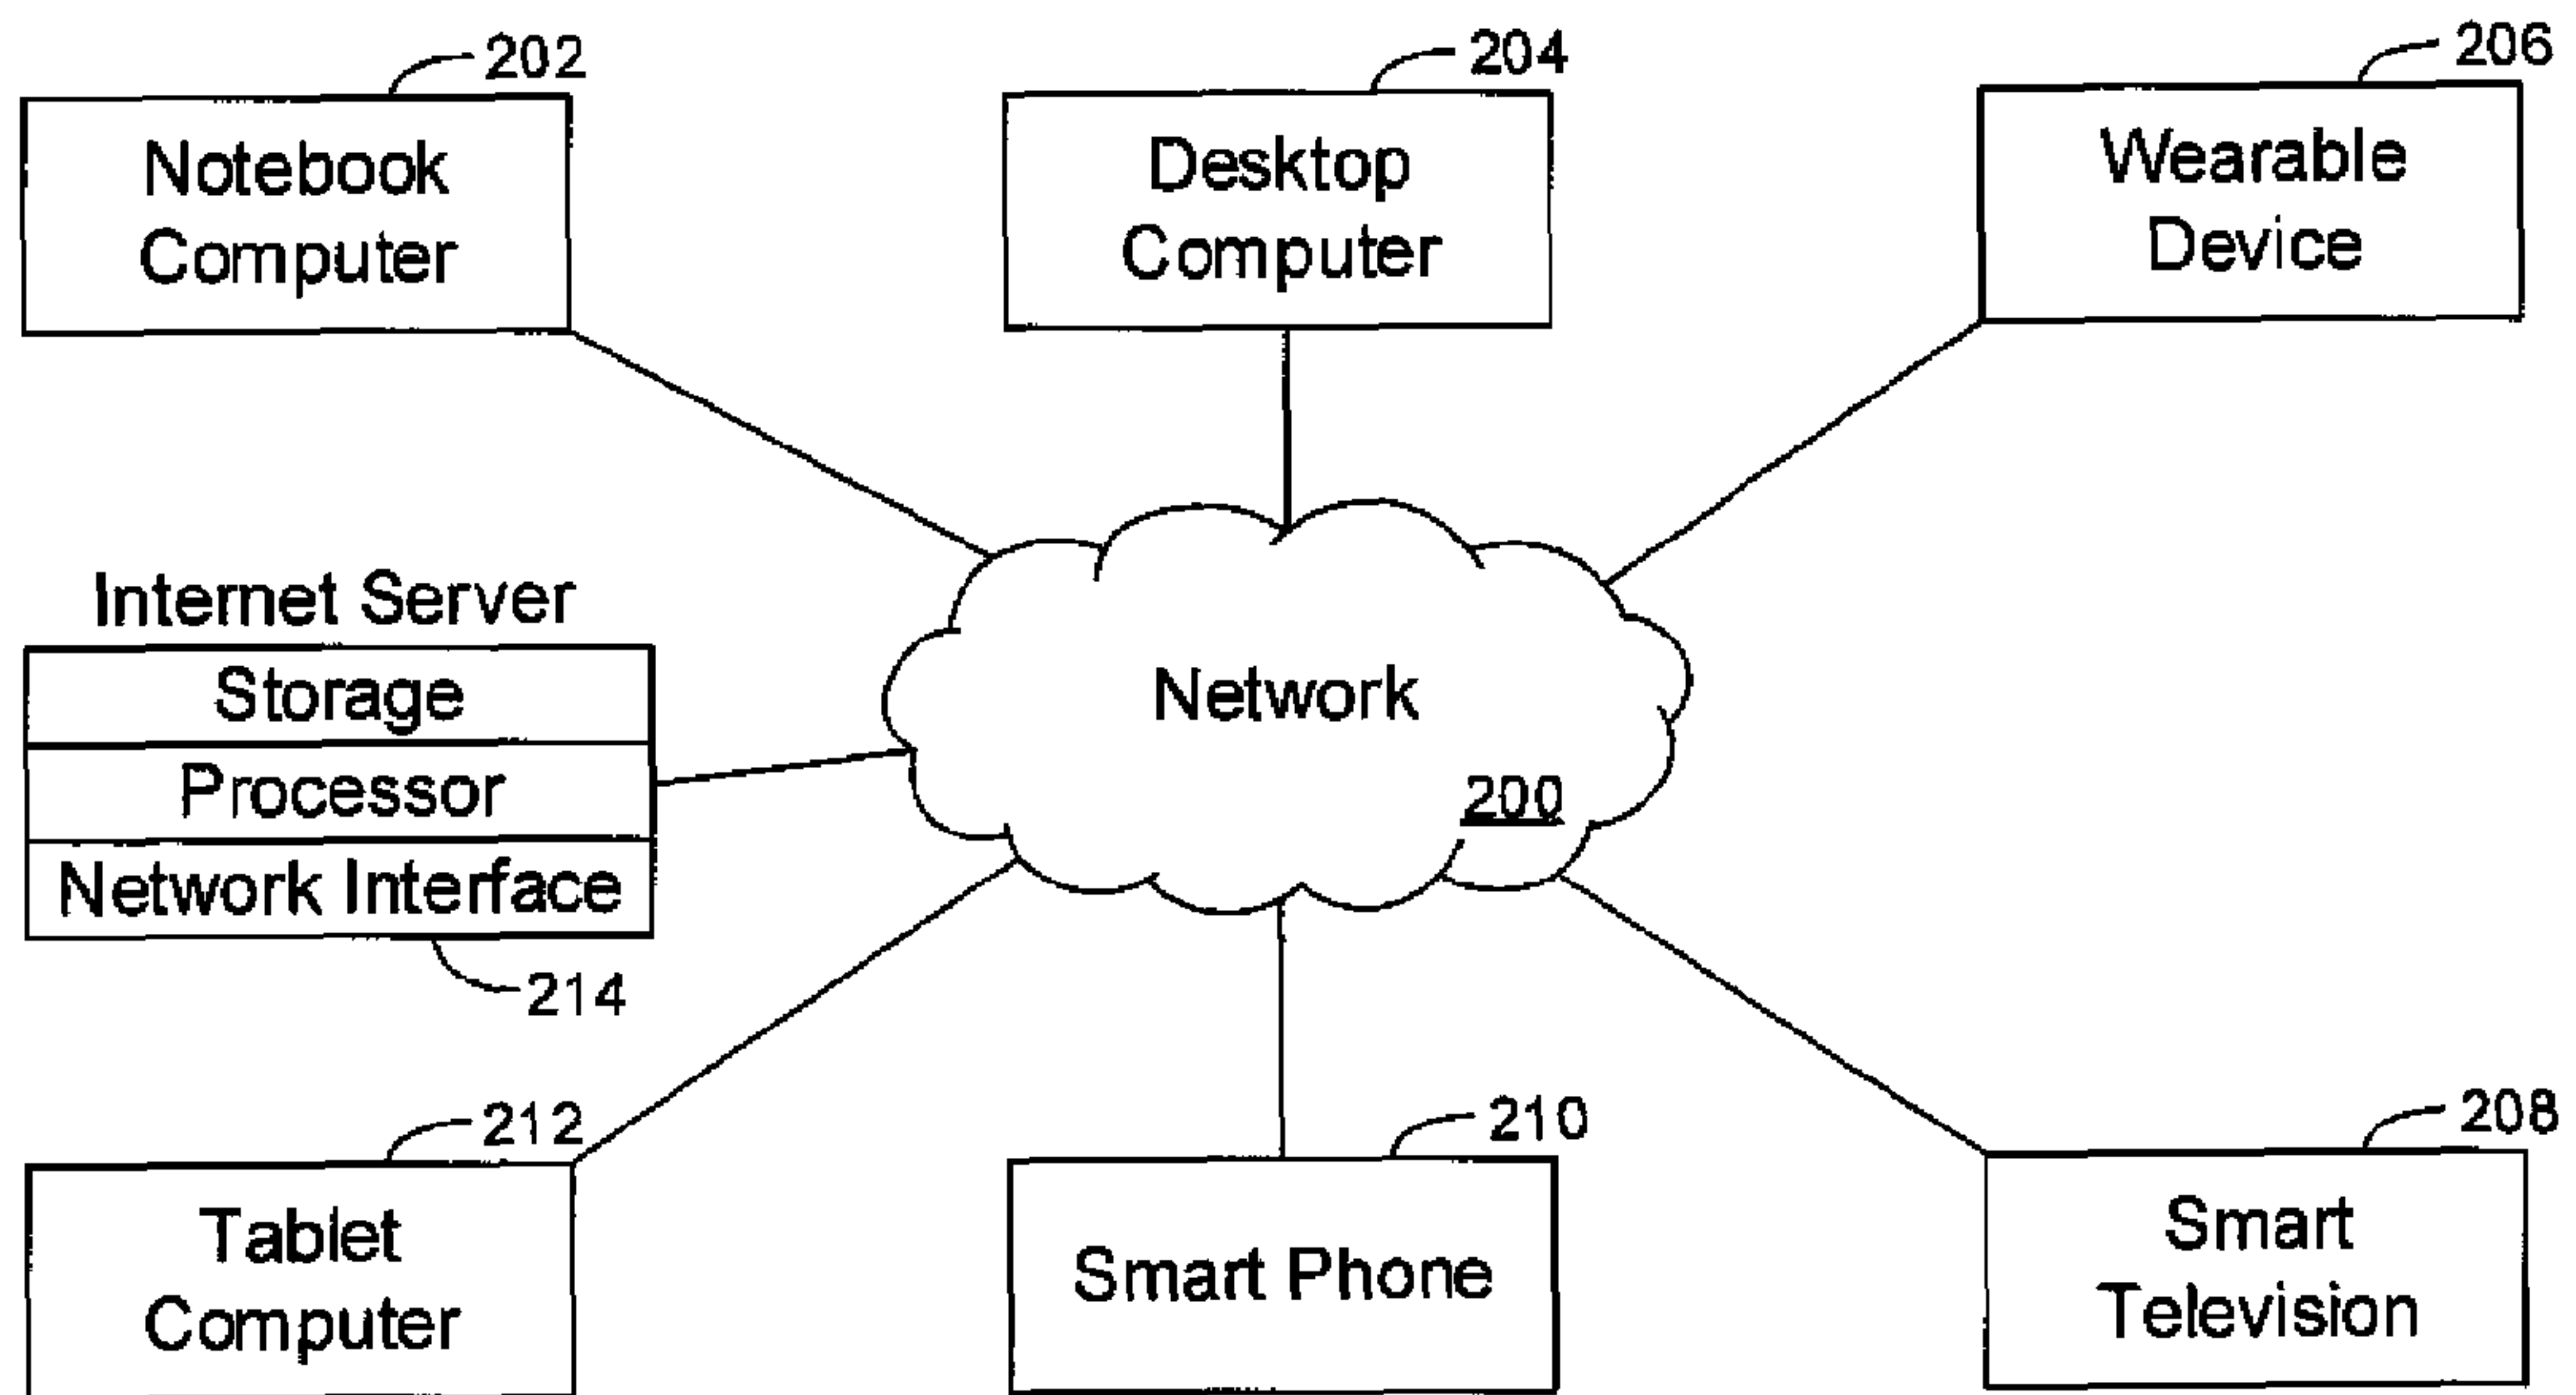 202
Notebook
Computer
204
Desktop
Computer
206
Wearable
Device
Internet Server
Storage
Processor
Network Interface
214
Network
200
212
Tablet
Computer
210
Smart Phone
208
Smart
Television